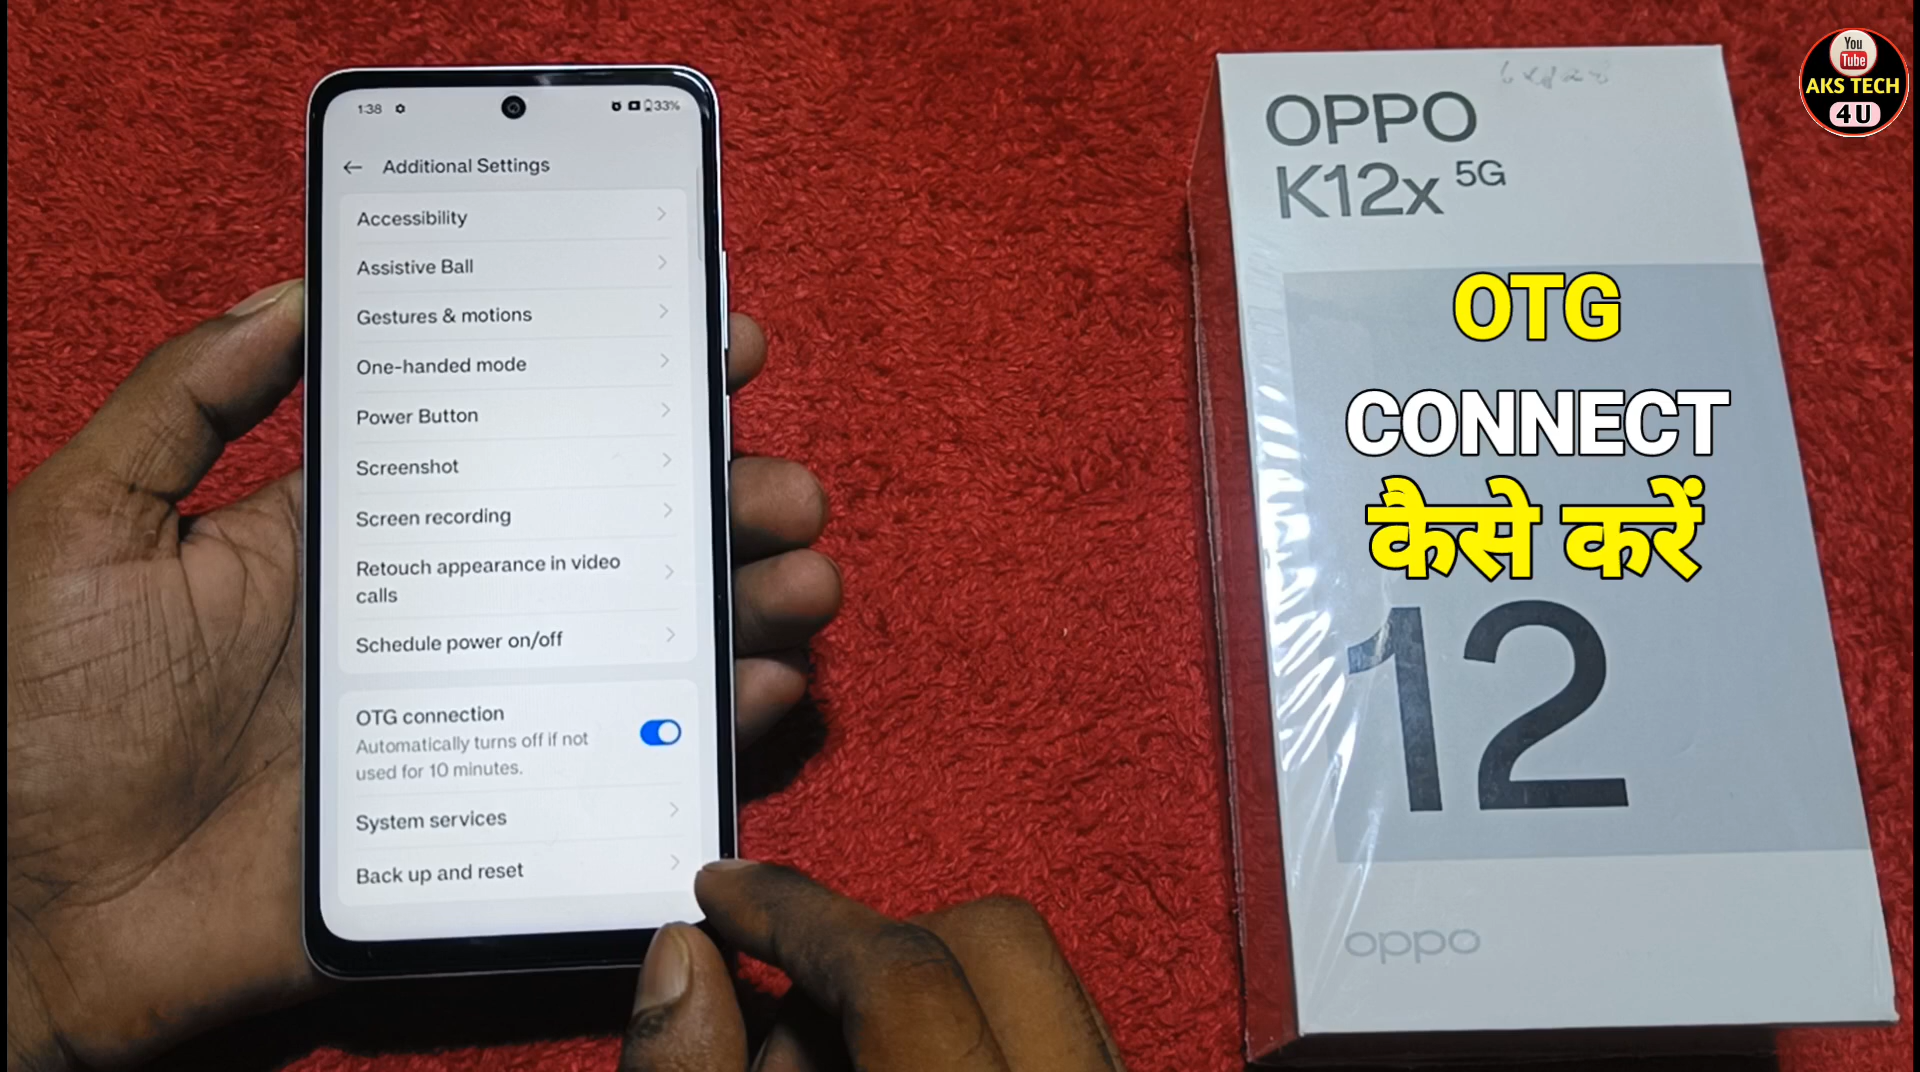 1:38
33%
Additional Settings
Accessibility
Assistive Ball
Gestures & motions
One-handed mode
Power Button
Screenshot
Screen recording
Retouch appearance in video
calls
Schedule power on/off
OTG connection
Automatically turns off if not
used for 10 minutes.
System services
Back up and reset
OPPO
K12x 5G
OTG
CONNECT
कैसे करें
12
oppo
You
Tube
AKS TECH
4 U